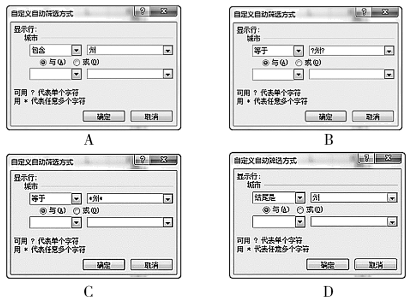 自定义自动筛选方式
显示行:
城市
包含 州
与(A) 或(O)
可用 ? 代表单个字符
用 * 代表任意多个字符
确定 取消
A
自定义自动筛选方式
显示行:
城市
等于 ?州?
与(A) 或(O)
可用 ? 代表单个字符
用 * 代表任意多个字符
确定 取消
B
自定义自动筛选方式
显示行:
城市
等于 *州*
与(A) 或(O)
可用 ? 代表单个字符
用 * 代表任意多个字符
确定 取消
C
自定义自动筛选方式
显示行:
城市
结尾是 州
与(A) 或(O)
可用 ? 代表单个字符
用 * 代表任意多个字符
确定 取消
D